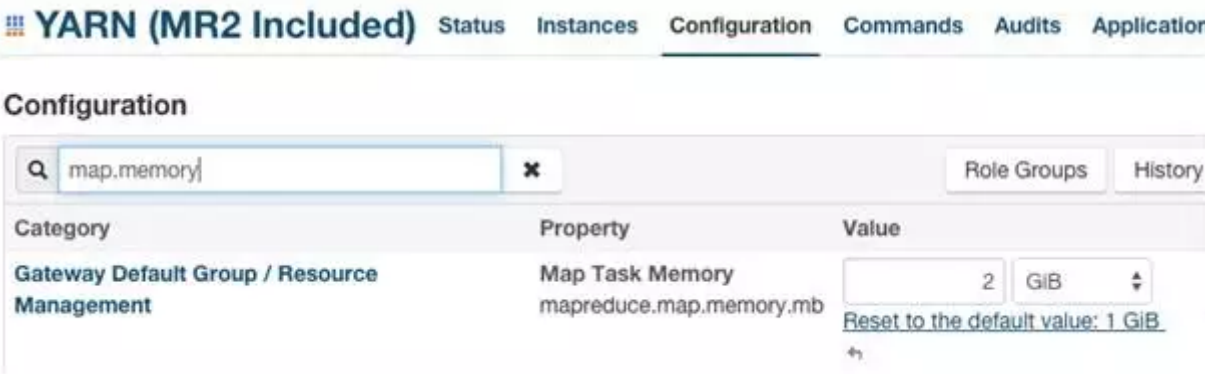 YARN (MR2 Included) Status Instances Configuration Commands Audits Application
Configuration
map.memory
Role Groups History
Category Property Value
Gateway Default Group / Resource Management
Map Task Memory
mapreduce.map.memory.mb
2 GiB
Reset to the default value: 1 GiB